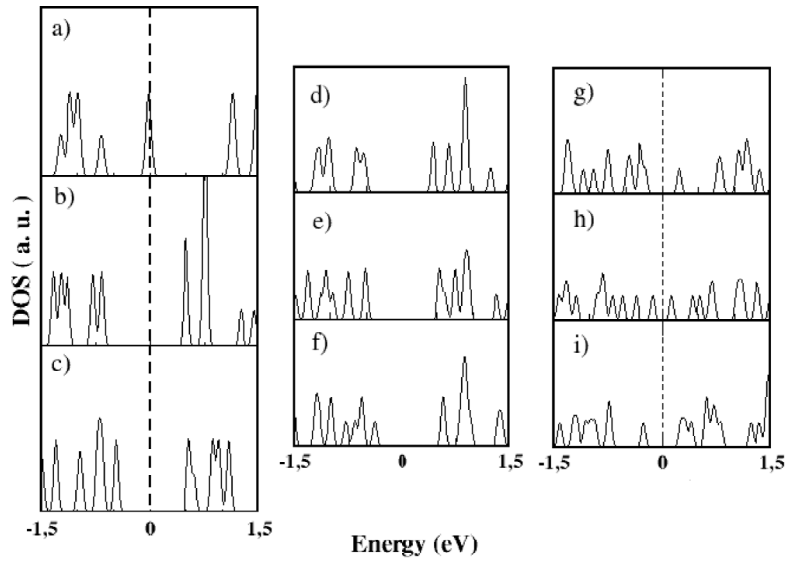 a)
b)
c)
d)
e)
f)
g)
h)
i)
DOS ( a. u. )
-1,5 0 1,5
-1,5 0 1,5
-1,5 0 1,5
Energy (eV)